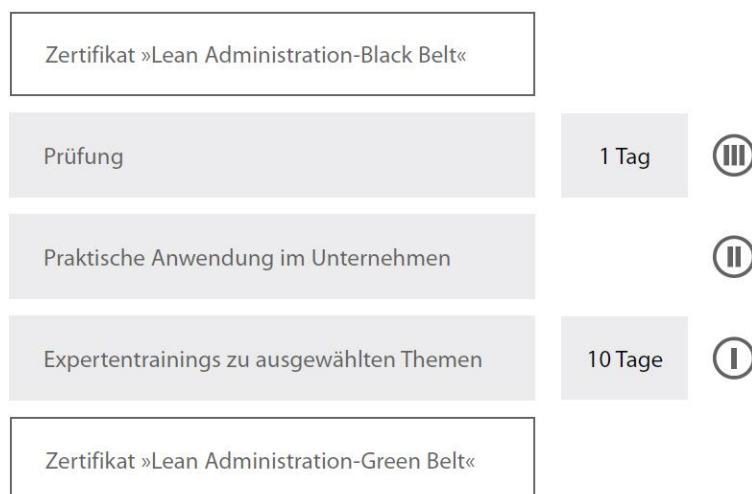 Zertifikat »Lean Administration-Black Belt«
Prüfung
1 Tag
III
Praktische Anwendung im Unternehmen
II
Expertentrainings zu ausgewählten Themen
10 Tage
I
Zertifikat »Lean Administration-Green Belt«